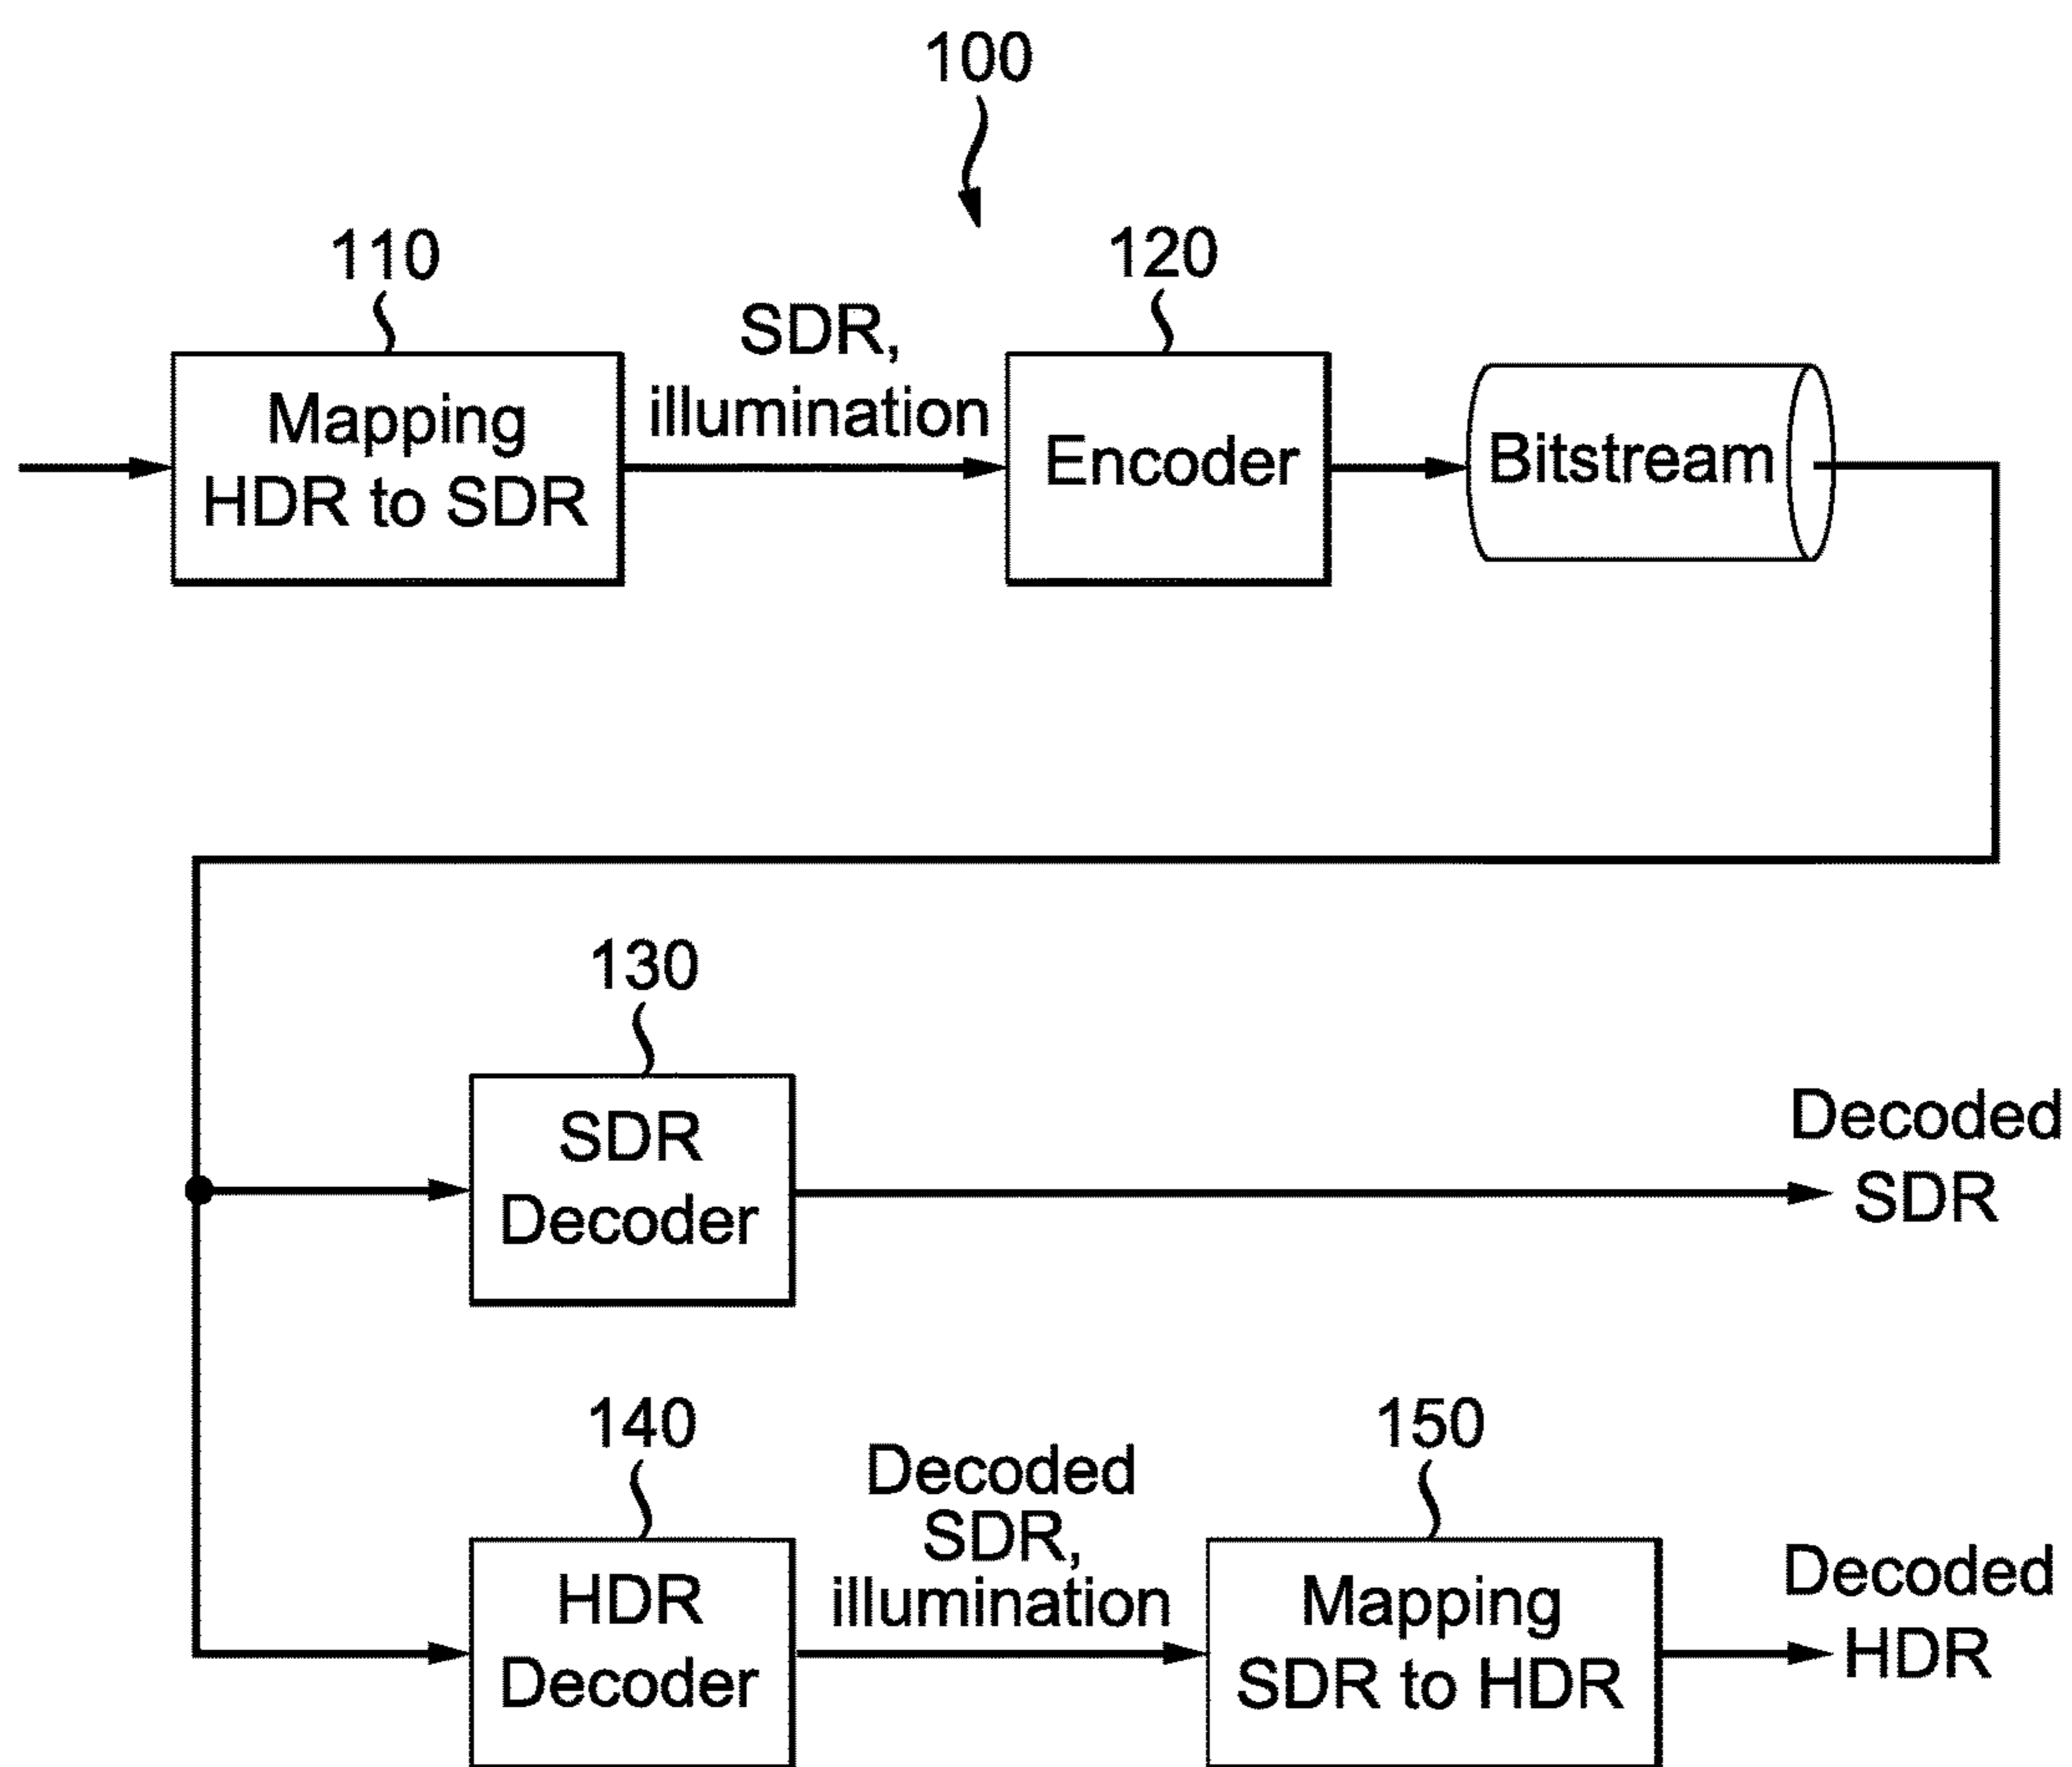 100
110
120
SDR,
illumination
Mapping
HDR to SDR
Encoder
Bitstream
130
SDR
Decoder
Decoded
SDR
140
150
Decoded
SDR,
illumination
HDR
Decoder
Mapping
SDR to HDR
Decoded
HDR